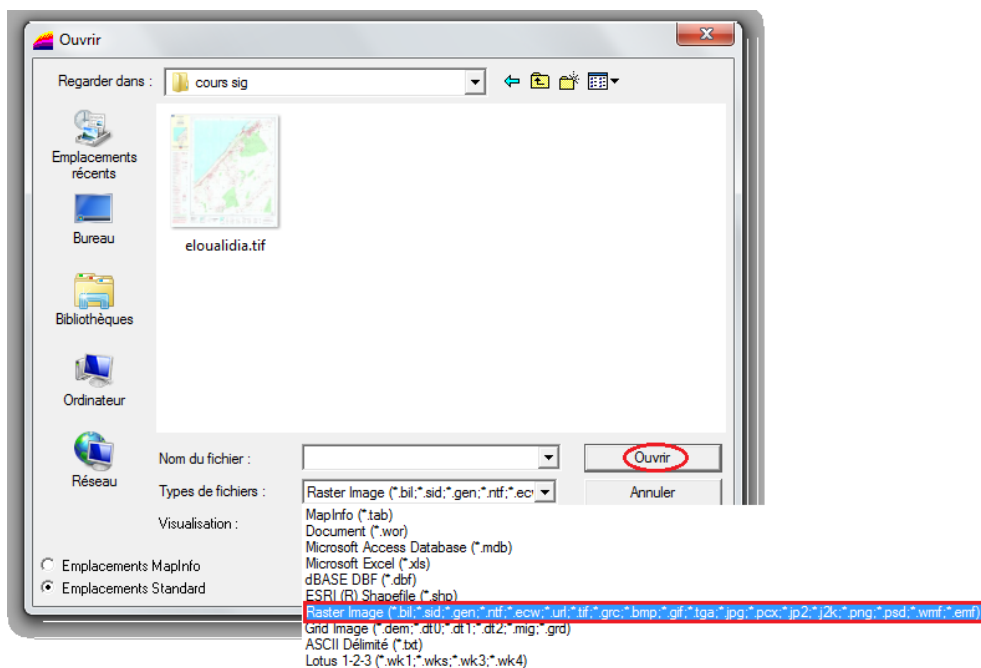 Ouvrir
Regarder dans :
cours sig
Emplacements
récents
Bureau
Bibliothèques
Ordinateur
Réseau
eloualidia.tif
Nom du fichier :
Ouvrir
Types de fichiers :
Raster Image (*.bil;*.sid;*.gen;*.ntf;*.ec
Annuler
Visualisation :
MapInfo (*.tab)
Document (*.wor)
Microsoft Access Database (*.mdb)
Microsoft Excel (*.xls)
dBASE DBF (*.dbf)
ESRI (R) Shapefile (*.shp)
Raster Image (*.bil;*.sid;*.gen;*.ntf;*.ecw;*.url;*.tif;*.grc;*.bmp;*.gif;*.tga;*.jpg;*.pcx;*.jp2;*.j2k;*.png;*.psd;*.wmf;*.emf)
Grid Image (*.dem;*.dt0;*.dt1;*.dt2;*.mig;*.grd)
ASCII Délimité (*.txt)
Lotus 1-2-3 (*.wk1;*.wks;*.wk3;*.wk4)
Emplacements MapInfo
Emplacements Standard